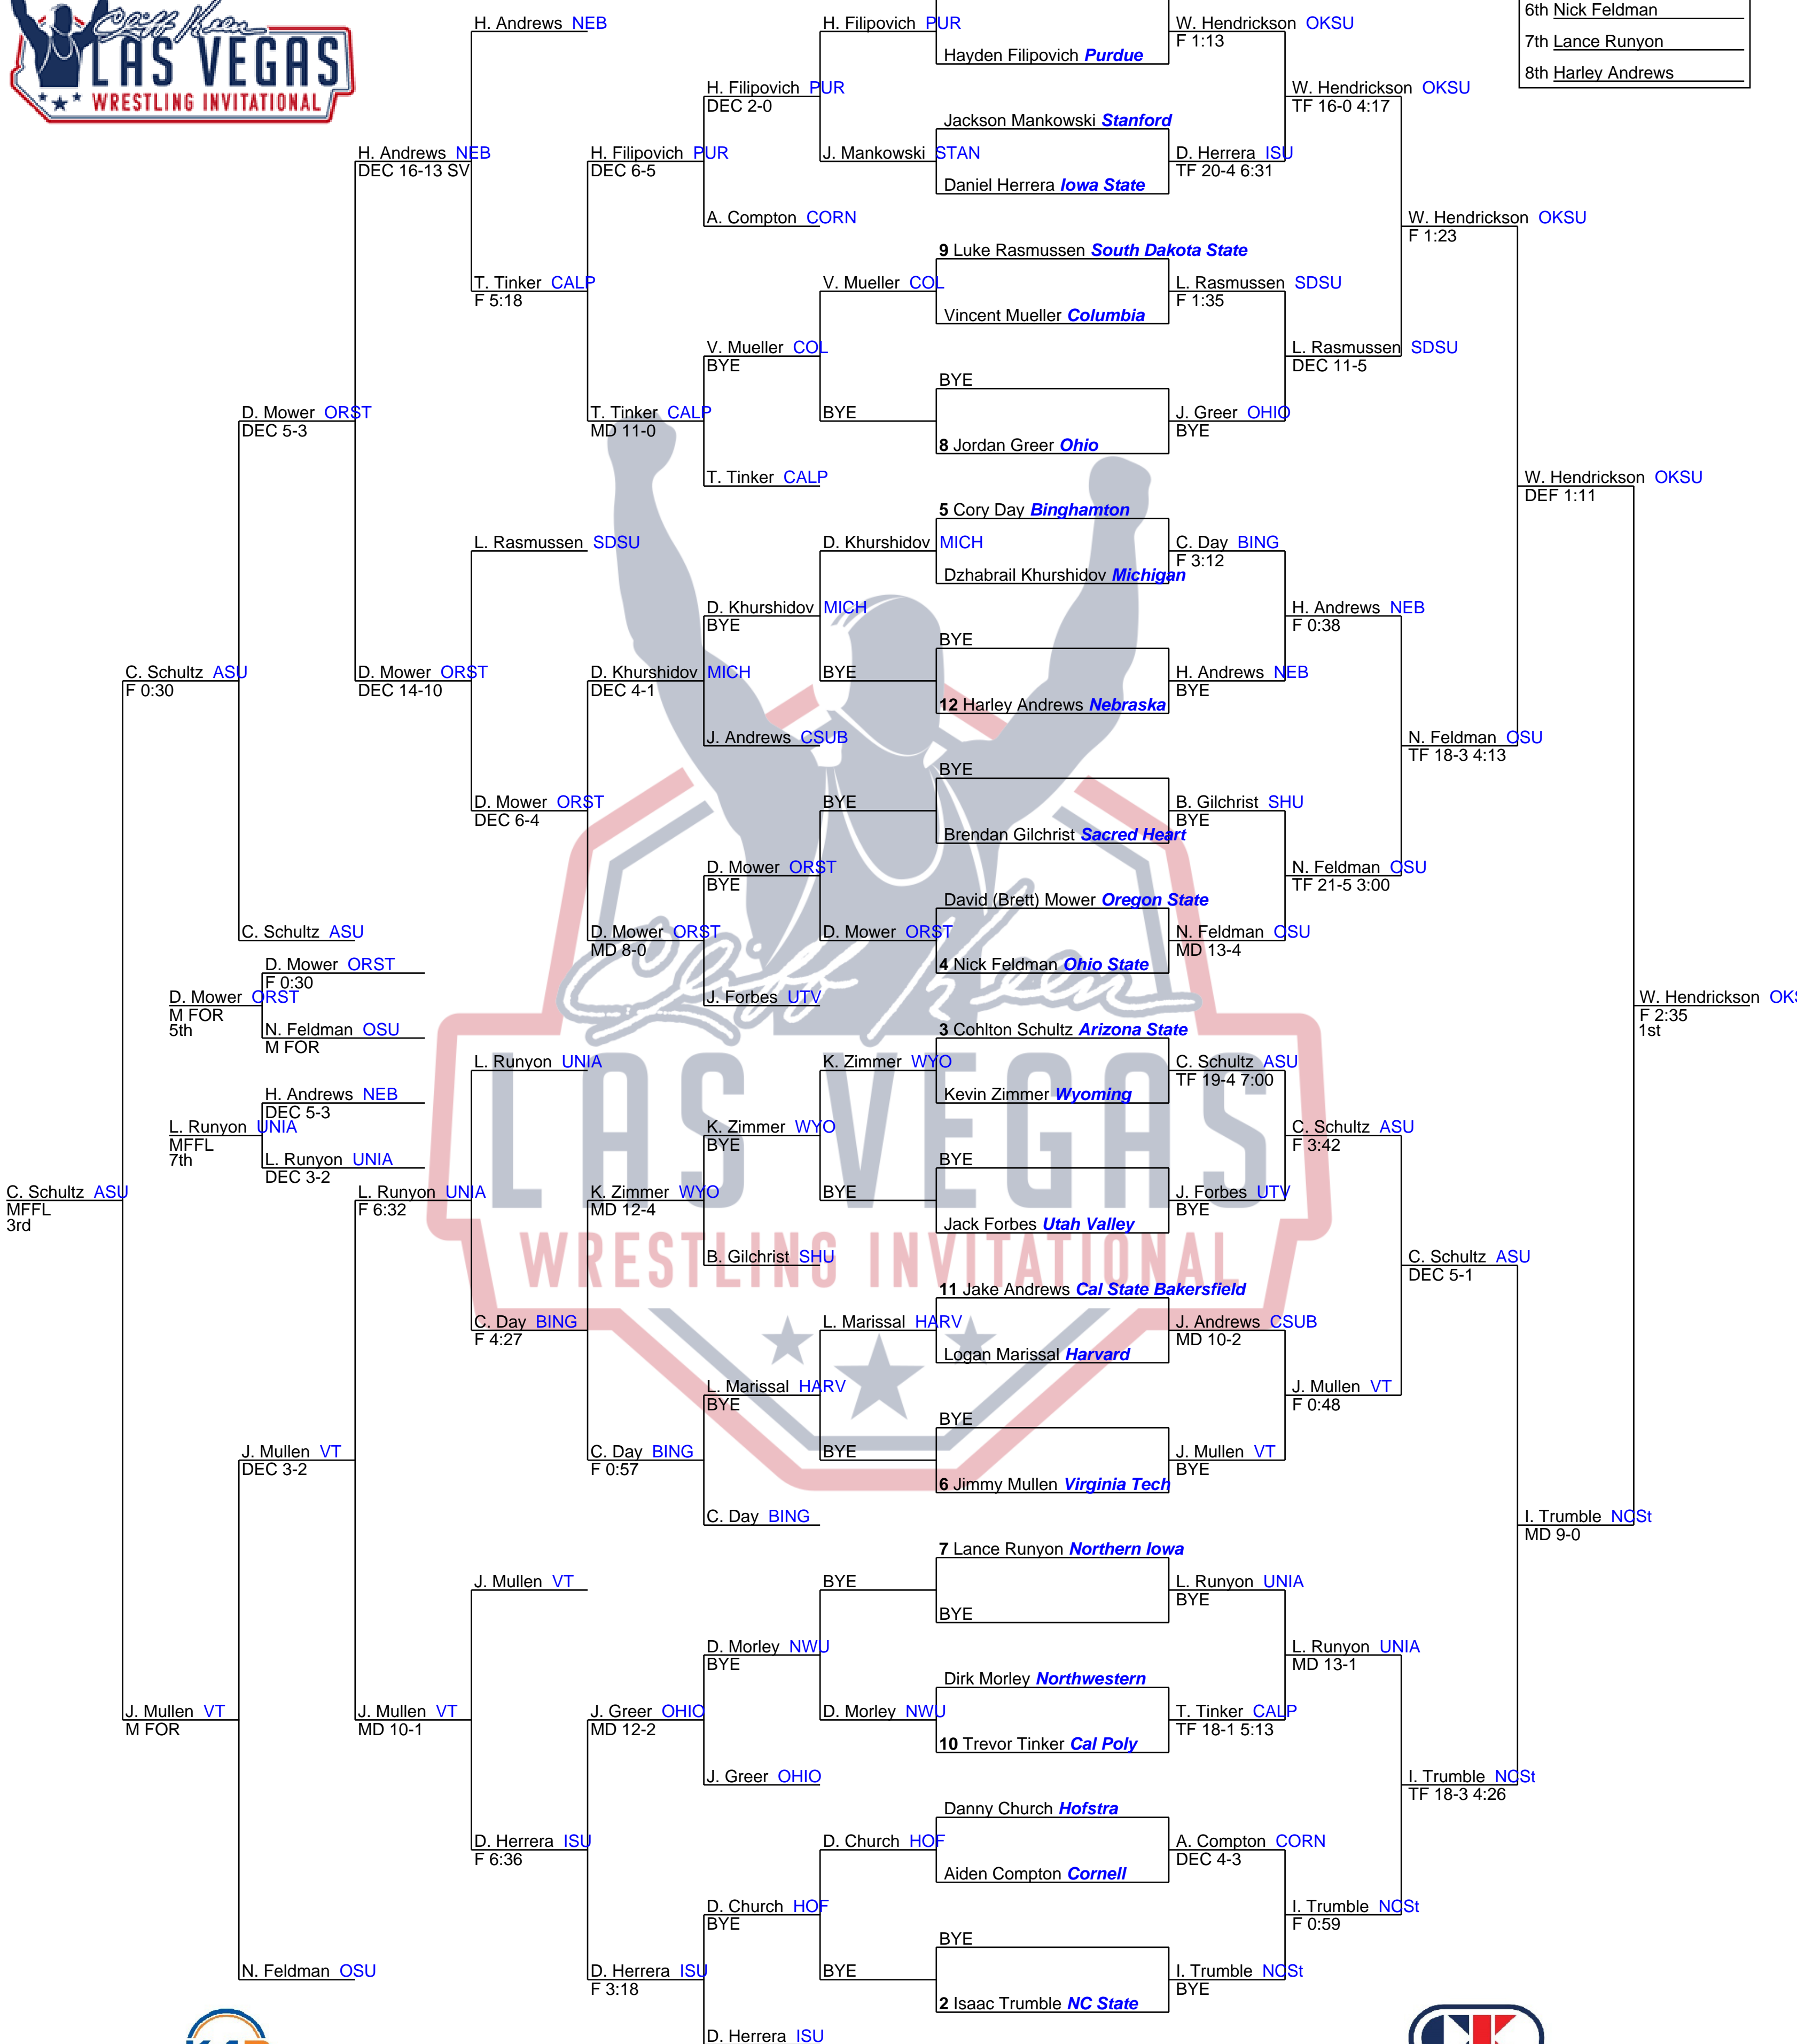 Cliff Keen
LAS VEGAS
WRESTLING INVITATIONAL
6th Nick Feldman
7th Lance Runyon
8th Harley Andrews
C. Schultz ASU
MFFL
3rd
C. Schultz ASU
F 0:30
J. Mullen VT
M FOR
D. Mower ORST
DEC 5-3
C. Schultz ASU
D. Mower ORST
M FOR
5th
D. Mower ORST
F 0:30
N. Feldman OSU
M FOR
L. Runyon UNIA
MFFL
7th
H. Andrews NEB
DEC 5-3
L. Runyon UNIA
DEC 3-2
J. Mullen VT
DEC 3-2
N. Feldman OSU
H. Andrews NEB
DEC 16-13 SV
D. Mower ORST
DEC 14-10
L. Runyon UNIA
F 6:32
J. Mullen VT
MD 10-1
H. Andrews NEB
T. Tinker CALP
F 5:18
L. Rasmussen SDSU
D. Mower ORST
DEC 6-4
L. Runyon UNIA
C. Day BING
F 4:27
J. Mullen VT
D. Herrera ISU
F 6:36
H. Filipovich PUR
DEC 6-5
T. Tinker CALP
MD 11-0
D. Khurshidov MICH
DEC 4-1
D. Mower ORST
MD 8-0
K. Zimmer WYO
MD 12-4
C. Day BING
F 0:57
J. Greer OHIO
MD 12-2
D. Herrera ISU
F 3:18
H. Filipovich PUR
DEC 2-0
A. Compton CORN
V. Mueller COL
BYE
T. Tinker CALP
D. Khurshidov MICH
BYE
J. Andrews CSUB
D. Mower ORST
BYE
J. Forbes UTV
K. Zimmer WYO
BYE
B. Gilchrist SHU
L. Marissal HARV
BYE
C. Day BING
D. Morley NWU
BYE
J. Greer OHIO
D. Church HOF
BYE
D. Herrera ISU
H. Filipovich PUR
J. Mankowski STAN
V. Mueller COL
BYE
D. Khurshidov MICH
BYE
BYE
D. Mower ORST
K. Zimmer WYO
BYE
L. Marissal HARV
BYE
BYE
D. Morley NWU
D. Church HOF
BYE
Hayden Filipovich Purdue
Jackson Mankowski Stanford
Daniel Herrera Iowa State
9 Luke Rasmussen South Dakota State
Vincent Mueller Columbia
BYE
8 Jordan Greer Ohio
5 Cory Day Binghamton
Dzhabrail Khurshidov Michigan
BYE
12 Harley Andrews Nebraska
BYE
Brendan Gilchrist Sacred Heart
David (Brett) Mower Oregon State
4 Nick Feldman Ohio State
3 Cohlton Schultz Arizona State
Kevin Zimmer Wyoming
BYE
Jack Forbes Utah Valley
11 Jake Andrews Cal State Bakersfield
Logan Marissal Harvard
BYE
6 Jimmy Mullen Virginia Tech
7 Lance Runyon Northern Iowa
BYE
Dirk Morley Northwestern
10 Trevor Tinker Cal Poly
Danny Church Hofstra
Aiden Compton Cornell
BYE
2 Isaac Trumble NC State
W. Hendrickson OKSU
F 1:13
D. Herrera ISU
TF 20-4 6:31
L. Rasmussen SDSU
F 1:35
J. Greer OHIO
BYE
C. Day BING
F 3:12
H. Andrews NEB
BYE
B. Gilchrist SHU
BYE
N. Feldman OSU
MD 13-4
C. Schultz ASU
TF 19-4 7:00
J. Forbes UTV
BYE
J. Andrews CSUB
MD 10-2
J. Mullen VT
BYE
L. Runyon UNIA
BYE
T. Tinker CALP
TF 18-1 5:13
A. Compton CORN
DEC 4-3
I. Trumble NCSt
BYE
W. Hendrickson OKSU
TF 16-0 4:17
L. Rasmussen SDSU
DEC 11-5
H. Andrews NEB
F 0:38
N. Feldman OSU
TF 21-5 3:00
C. Schultz ASU
F 3:42
J. Mullen VT
F 0:48
L. Runyon UNIA
MD 13-1
I. Trumble NCSt
F 0:59
W. Hendrickson OKSU
F 1:23
N. Feldman OSU
TF 18-3 4:13
C. Schultz ASU
DEC 5-1
I. Trumble NCSt
TF 18-3 4:26
W. Hendrickson OKSU
DEF 1:11
I. Trumble NCSt
MD 9-0
W. Hendrickson
F 2:35
1st
Cliff Keen
LAS VEGAS
WRESTLING INVITATIONAL